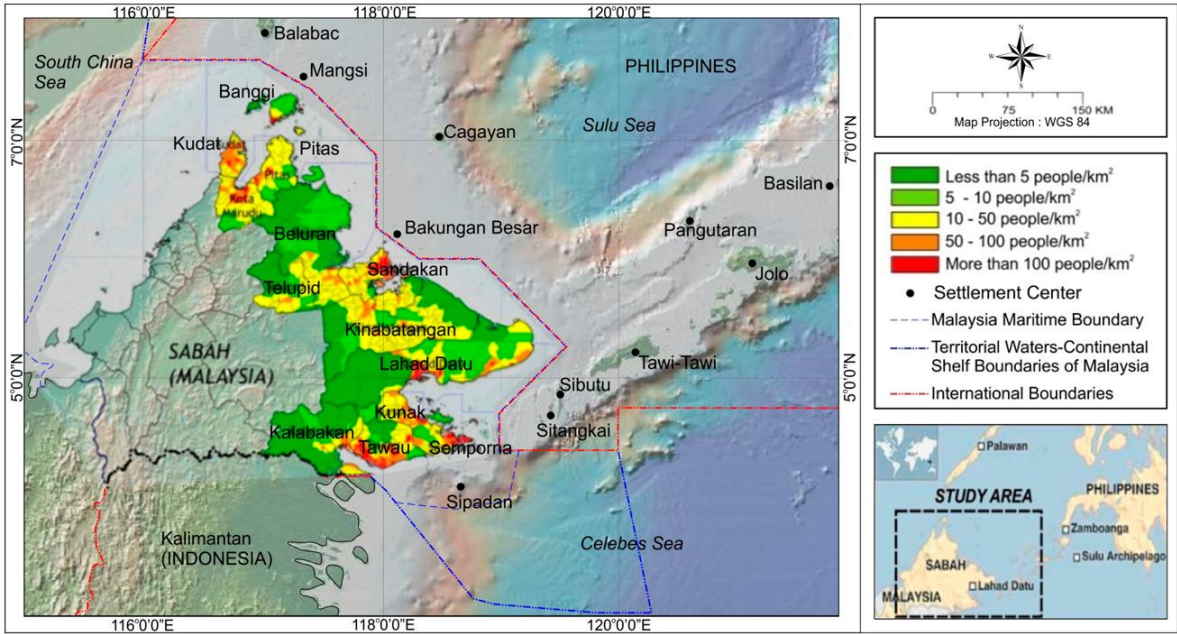 South China
Sea
Balabac
Mangsi
Banggi
PHILIPPINES
Sulu Sea
Cagayan
Kudat
Kudat
Pitas
Pitas
Kota
Marudu
Basilan
Pangutaran
Bakungan Besar
Beluran
Jolo
Sandakan
Telupid
Kinabatangan
SABAH
(MALAYSIA)
Lahad Datu
Tawi-Tawi
Sibutu
Kunak
Sitangkai
Kalabakan
Tawau
Semporna
Sipadan
Kalimantan
(INDONESIA)
Celebes Sea
116°0'0"E
118°0'0"E
120°0'0"E
116°0'0"E
118°0'0"E
120°0'0"E
7°0'0"N
5°0'0"N
7°0'0"N
5°0'0"N
N
W
E
S
0 75 150 KM
Map Projection : WGS 84
Less than 5 people/km²
5 - 10 people/km²
10 - 50 people/km²
50 - 100 people/km²
More than 100 people/km²
Settlement Center
Malaysia Maritime Boundary
Territorial Waters-Continental
Shelf Boundaries of Malaysia
International Boundaries
Palawan
STUDY AREA
PHILIPPINES
Zamboanga
Sulu Archipelago
SABAH
Lahad Datu
MALAYSIA